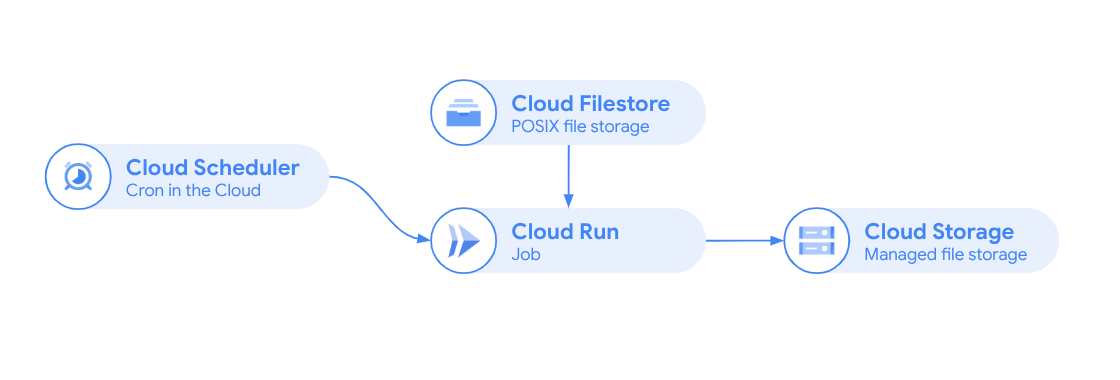 Cloud Filestore
POSIX file storage
Cloud Scheduler
Cron in the Cloud
Cloud Run
Job
Cloud Storage
Managed file storage